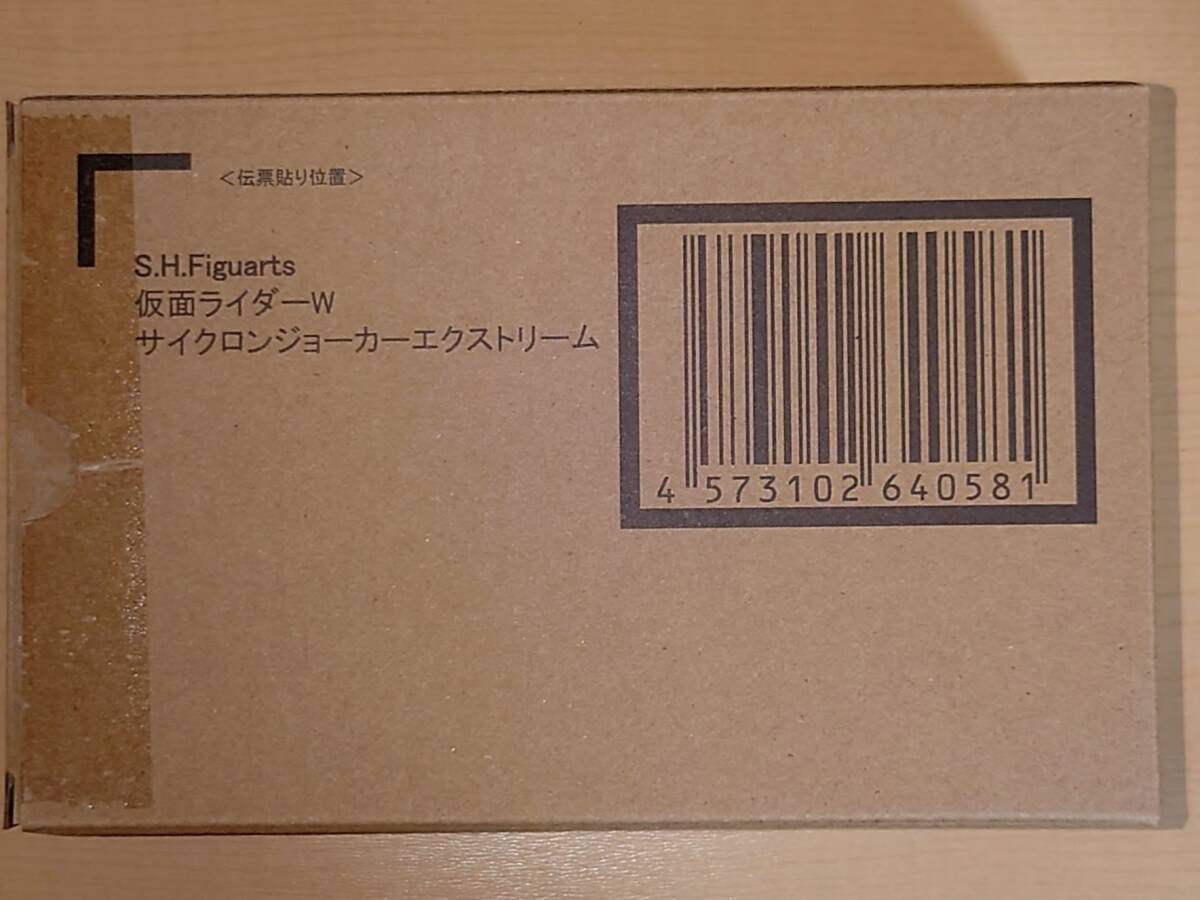 ＜伝票貼り位置＞
S.H.Figuarts
仮面ライダーW
サイクロンジョーカーエクストリーム
4 573102 640581